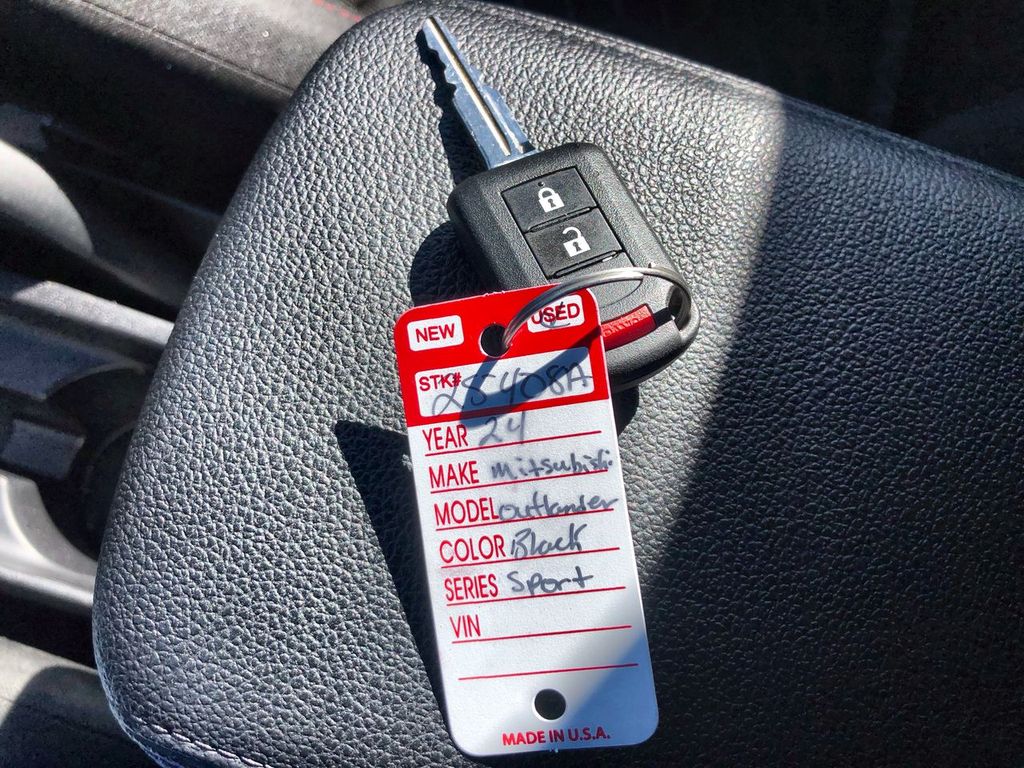 NEW USED
STK# 25408A
YEAR 24
MAKE mitsubishi
MODEL outlander
COLOR Black
SERIES Sport
VIN
MADE IN U.S.A.